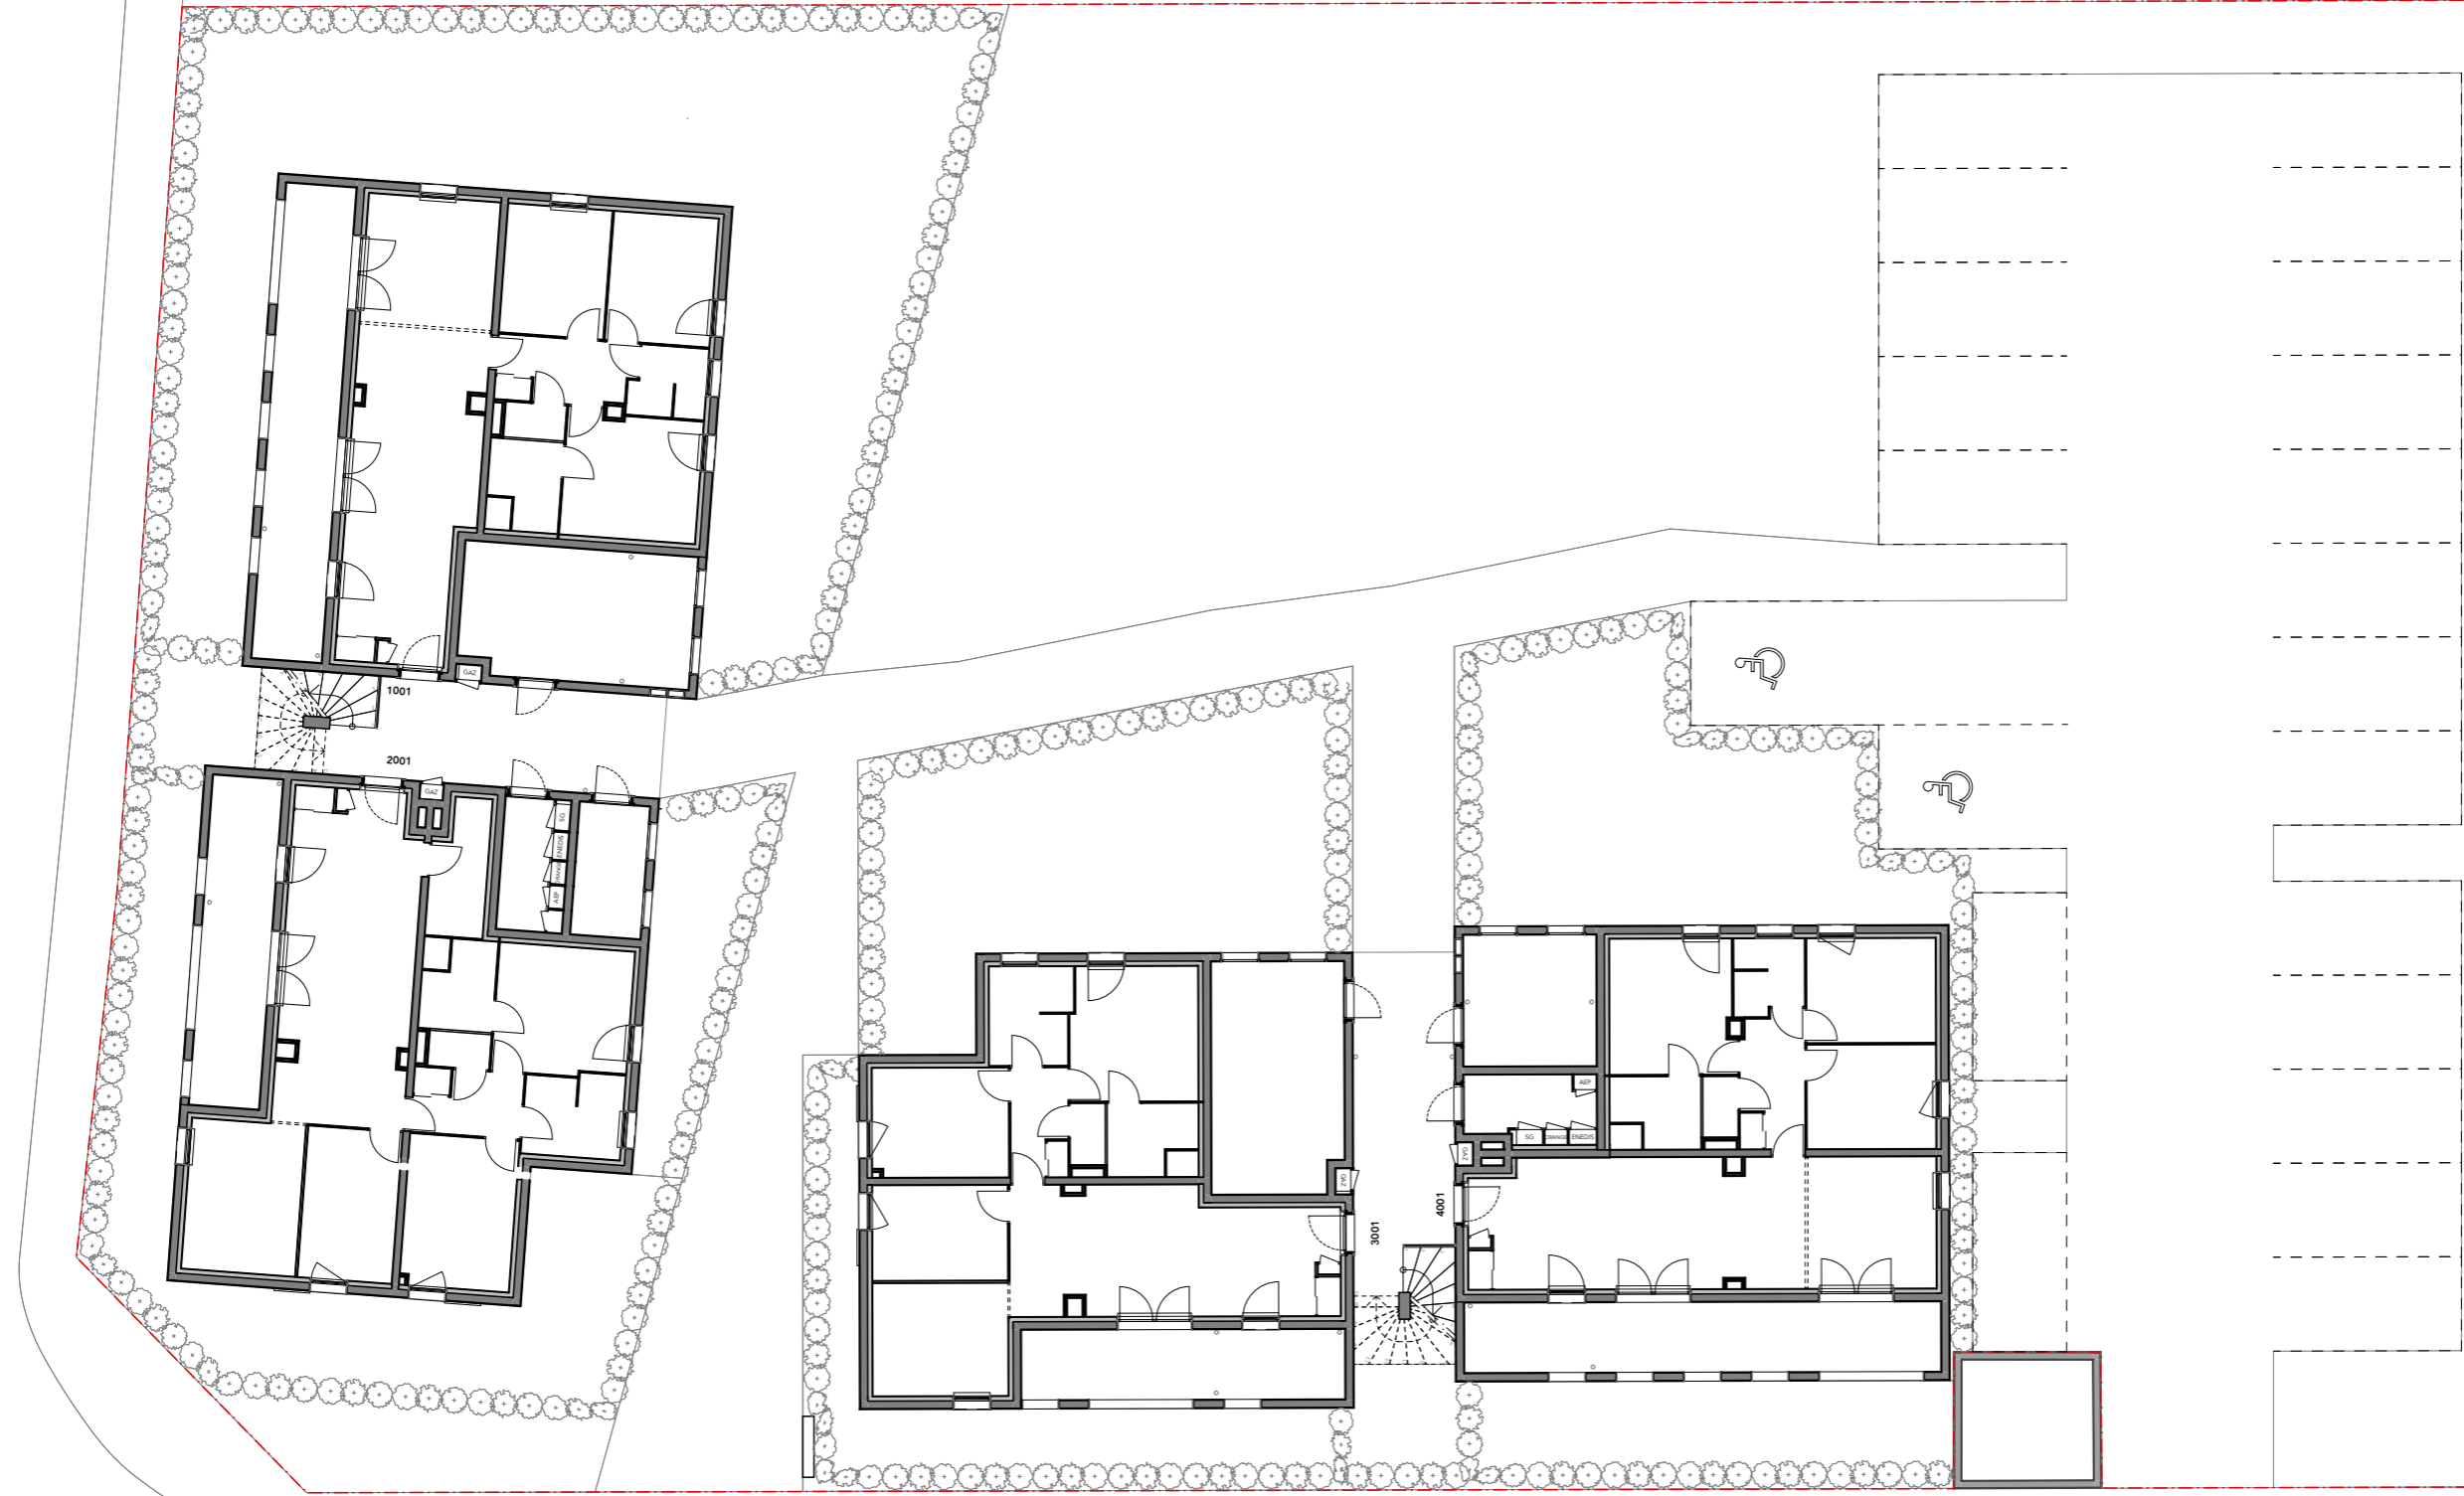 1001
GAZ
2001
GAZ
SG
ENEDIS
ORANGE
AEP
AEP
SG
ORANGE
ENEDIS
GAZ
GAZ
3001
4001